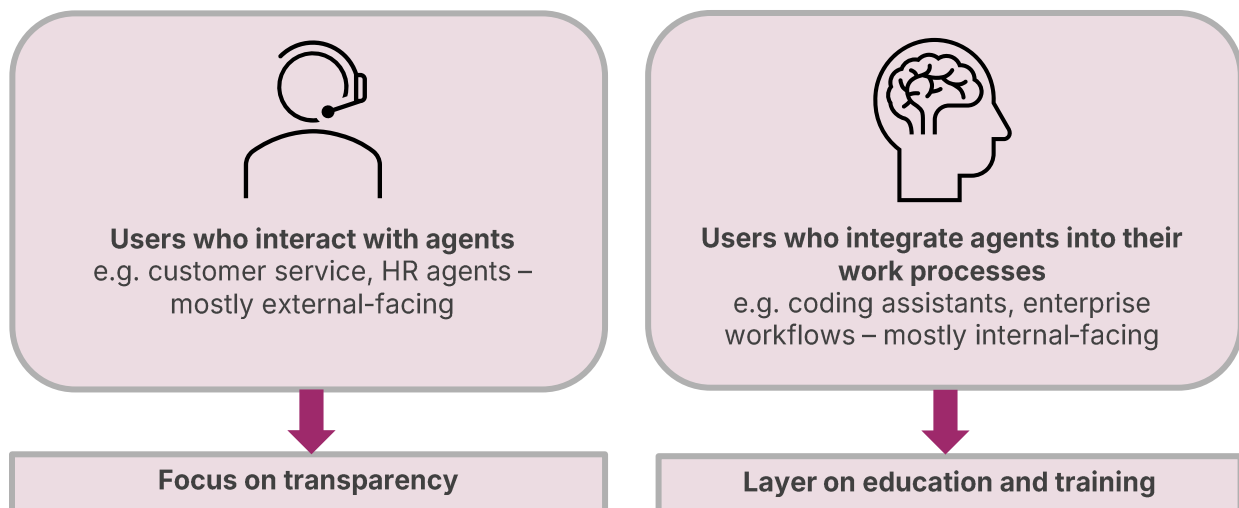 Users who interact with agents
e.g. customer service, HR agents –
mostly external-facing
Users who integrate agents into their
work processes
e.g. coding assistants, enterprise
workflows – mostly internal-facing
Focus on transparency
Layer on education and training